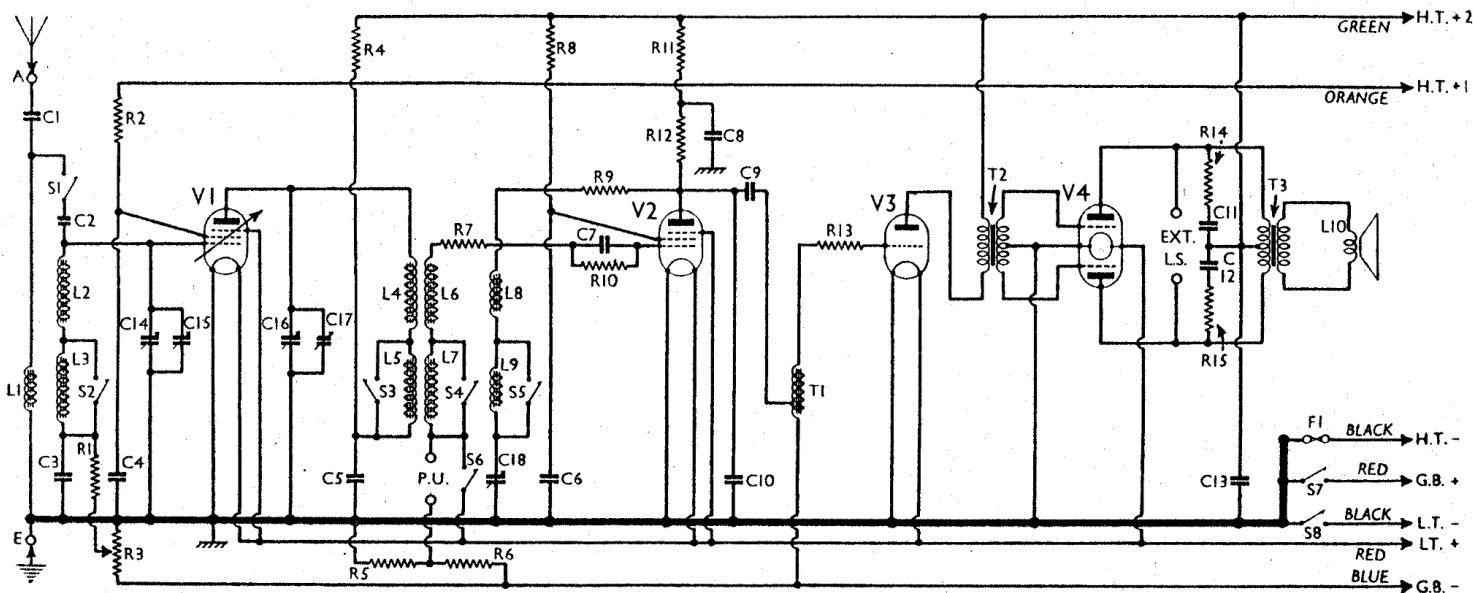 H.T. + 2
GREEN
H.T. +1
ORANGE
A
C1
S1
C2
R2
R4
R8
R11
R12
C8
C9
V1
V2
V3
V4
T2
T3
R14
C11
EXT.
L.S.
C
12
R15
L10
R9
R7
C7
R10
R13
L2
L3
L1
S2
R1
C3
C4
C14
C15
C16
C17
L4
L5
L6
L7
L8
L9
S3
S4
S5
S6
C5
P.U.
C18
C6
C10
T1
C13
F1
BLACK
H.T. -
RED
G.B. +
S7
BLACK
L.T. -
S8
LT. +
RED
BLUE
G.B. -
E
R3
R5
R6